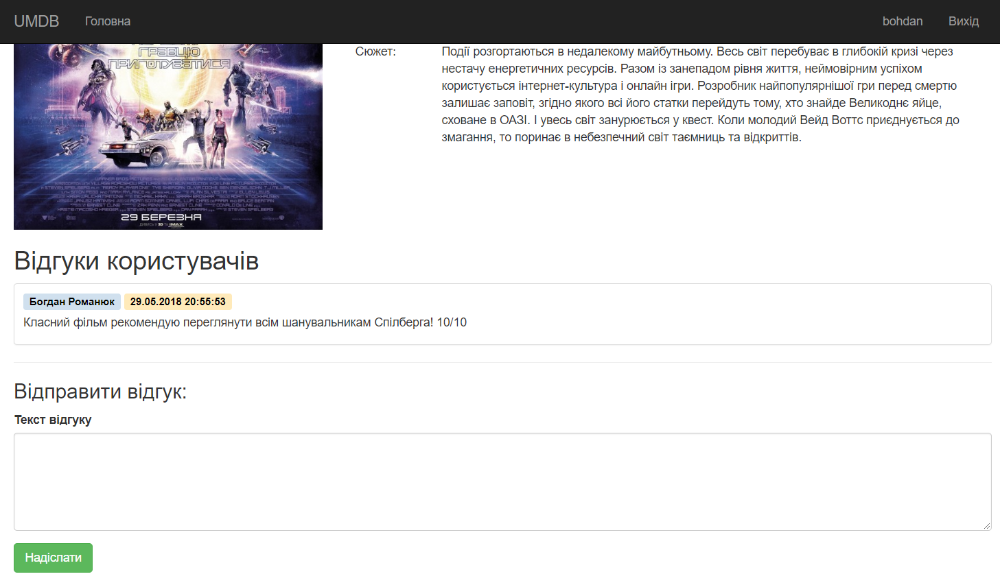 UMDB Головна bohdan Вихід
ГРАВЦЮ
ПРИГОТУВАТИСЯ
29 БЕРЕЗНЯ
Сюжет: Події розгортаються в недалекому майбутньому. Весь світ перебуває в глибокій кризі через
нестачу енергетичних ресурсів. Разом із занепадом рівня життя, неймовірним успіхом
користується інтернет-культура і онлайн ігри. Розробник найпопулярнішої гри перед смертю
залишає заповіт, згідно якого всі його статки перейдуть тому, хто знайде Великоднє яйце,
сховане в ОАЗІ. І увесь світ занурюється у квест. Коли молодий Вейд Воттс приєднується до
змагання, то поринає в небезпечний світ таємниць та відкриттів.
Відгуки користувачів
Богдан Романюк 29.05.2018 20:55:53
Класний фільм рекомендую переглянути всім шанувальникам Спілберга! 10/10
Відправити відгук:
Текст відгуку
Надіслати